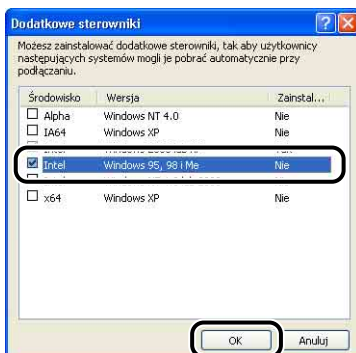 Dodatkowe sterowniki
Możesz zainstalować dodatkowe sterowniki, tak aby użytkownicy
następujących systemów mogli je pobrać automatycznie przy
podłączaniu.
Środowisko Wersja Zainstal...
Alpha Windows NT 4.0 Nie
IA64 Windows XP Nie
Intel Windows 95, 98 i Me Nie
x64 Windows XP Nie
OK Anuluj